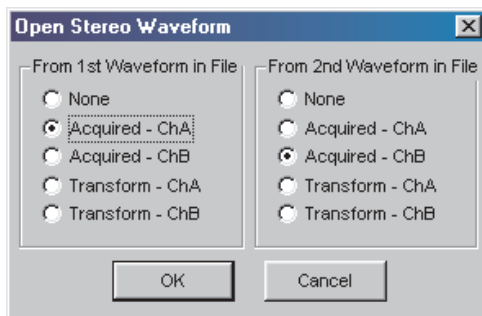 Open Stereo Waveform
From 1st Waveform in File
None
Acquired - ChA
Acquired - ChB
Transform - ChA
Transform - ChB
From 2nd Waveform in File
None
Acquired - ChA
Acquired - ChB
Transform - ChA
Transform - ChB
OK
Cancel